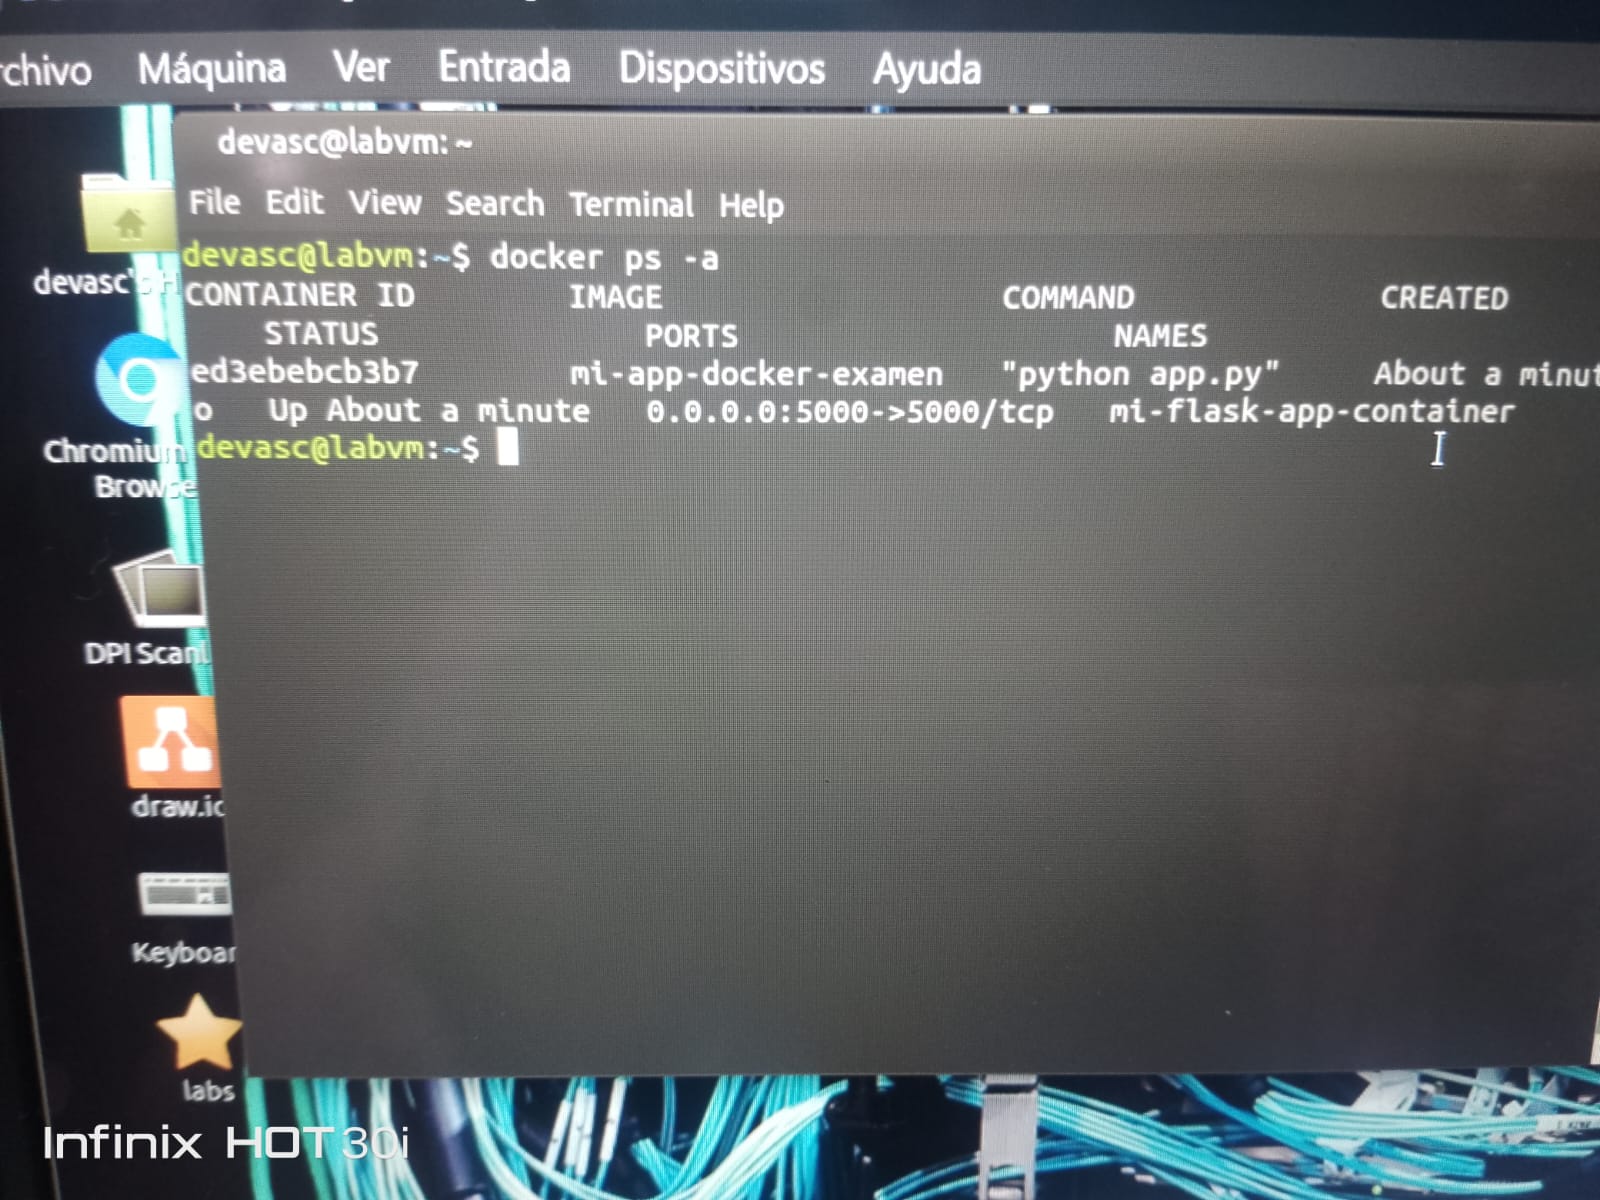 Máquina Ver Entrada Dispositivos Ayuda
devasc@labvm: ~
File Edit View Search Terminal Help
devasc@labvm:~$ docker ps -a
CONTAINER ID IMAGE COMMAND CREATED
STATUS PORTS NAMES
ed3ebebcb3b7 mi-app-docker-examen "python app.py" About a minut
o Up About a minute 0.0.0.0:5000->5000/tcp mi-flask-app-container
devasc@labvm:~$
devasc's H
Chromium
Browse
DPI Scan
draw.io
Keyboar
labs
Infinix HOT 30i